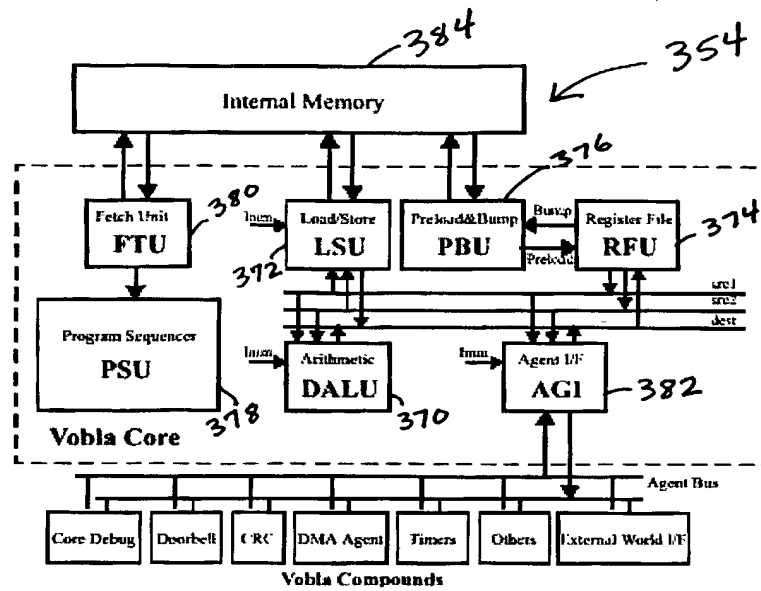 384
354
Internal Memory
376
380
Fetch Unit
FTU
Imm
Load/Store
LSU
372
Preload&Bump
PBU
Bump
Preload
Register File
RFU
374
src1
src2
dest
Program Sequencer
PSU
378
Imm
Arithmetic
DALU
370
Imm
Agent I/F
AGI
382
Vobla Core
Agent Bus
Core Debug
Doorbell
CRC
DMA Agent
Timers
Others
External World I/F
Vobla Compounds